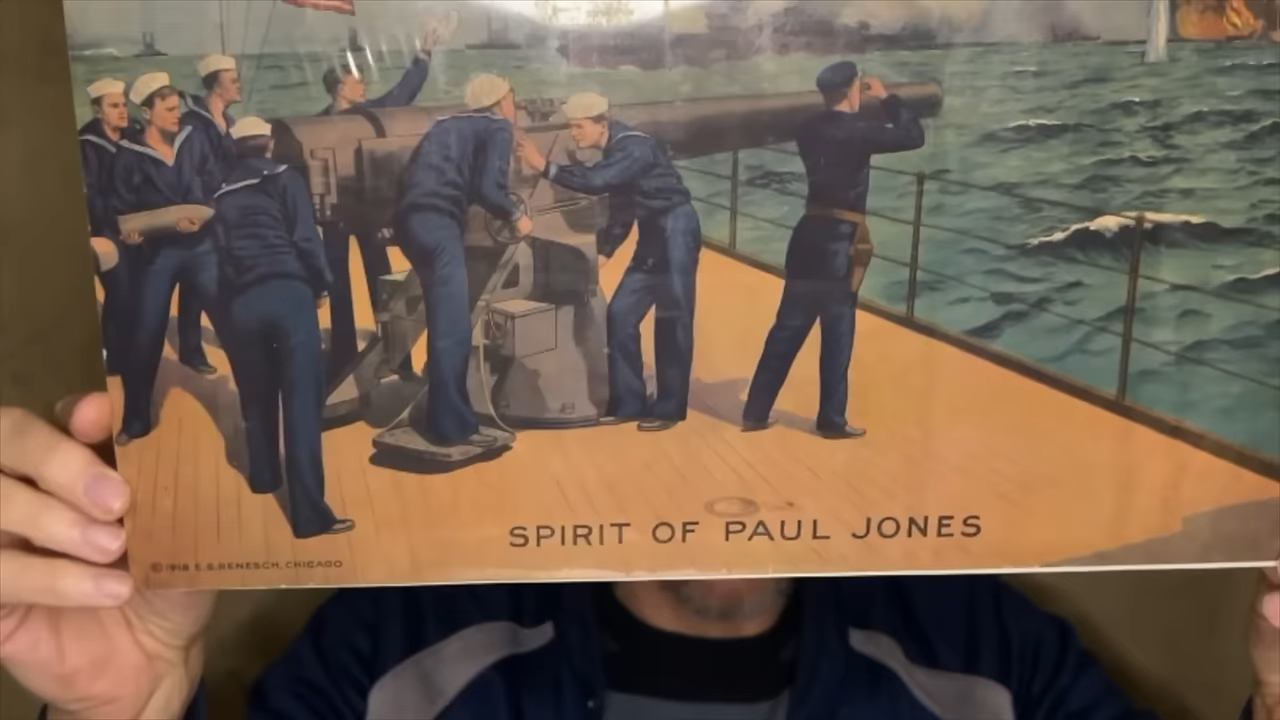 SPIRIT OF PAUL JONES
© 1918 E. G. RENESCH, CHICAGO